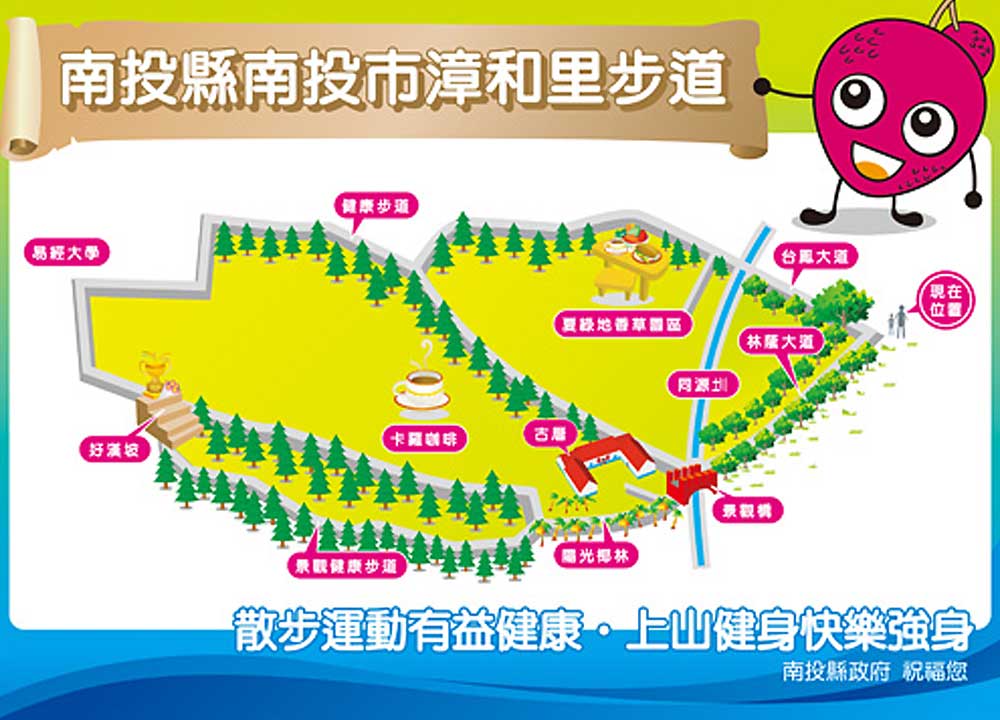 南投縣南投市漳和里步道
健康步道
易經大學
台鳳大道
現在
位置
夏綠地香草園區
林蔭大道
同源圳
卡羅咖啡
古厝
好漢坡
景觀橋
景觀健康步道
陽光椰林
散步運動有益健康・上山健身快樂強身
南投縣政府 祝福您